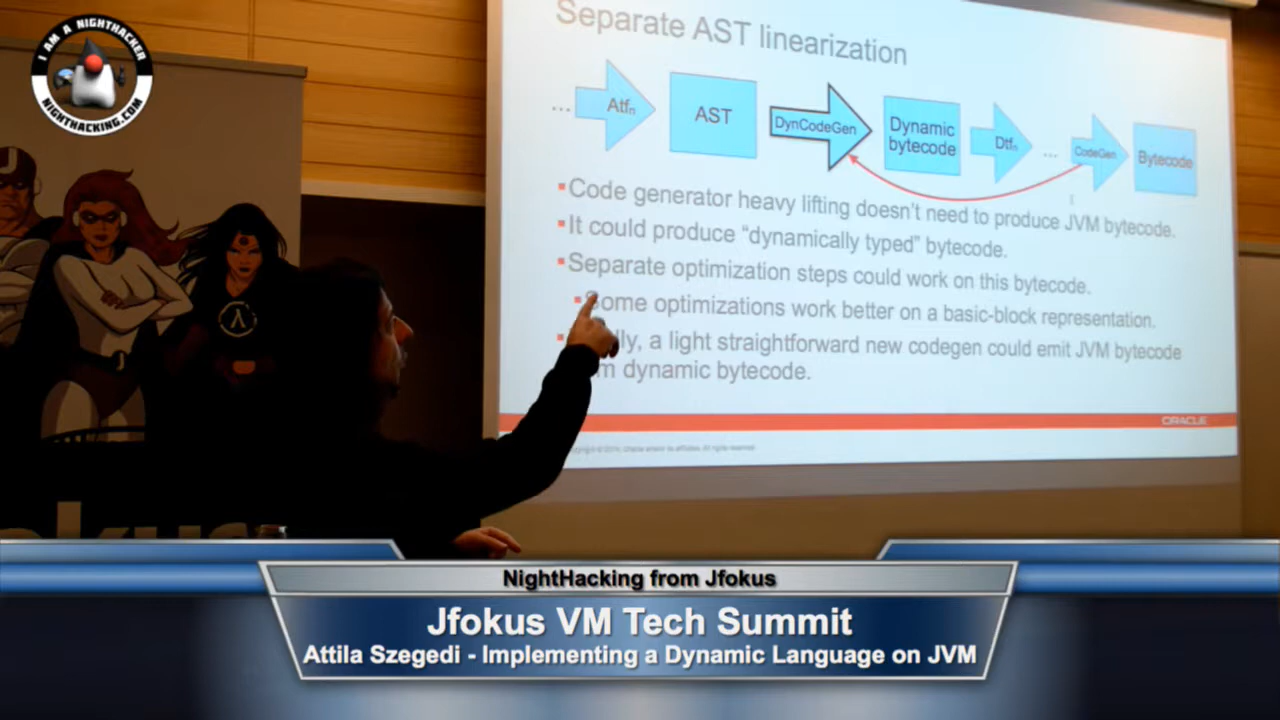 I AM A NIGHTHACKER
NIGHTHACKING.COM
Separate AST linearization
... Atfn AST DynCodeGen Dynamic bytecode Dtfn ... CodeGen Bytecode
▪Code generator heavy lifting doesn't need to produce JVM bytecode.
▪It could produce "dynamically typed" bytecode.
▪Separate optimization steps could work on this bytecode.
▪Some optimizations work better on a basic-block representation.
a light straightforward new codegen could emit JVM bytecode
dynamic bytecode.
ORACLE
λ
NightHacking from Jfokus
Jfokus VM Tech Summit
Attila Szegedi - Implementing a Dynamic Language on JVM